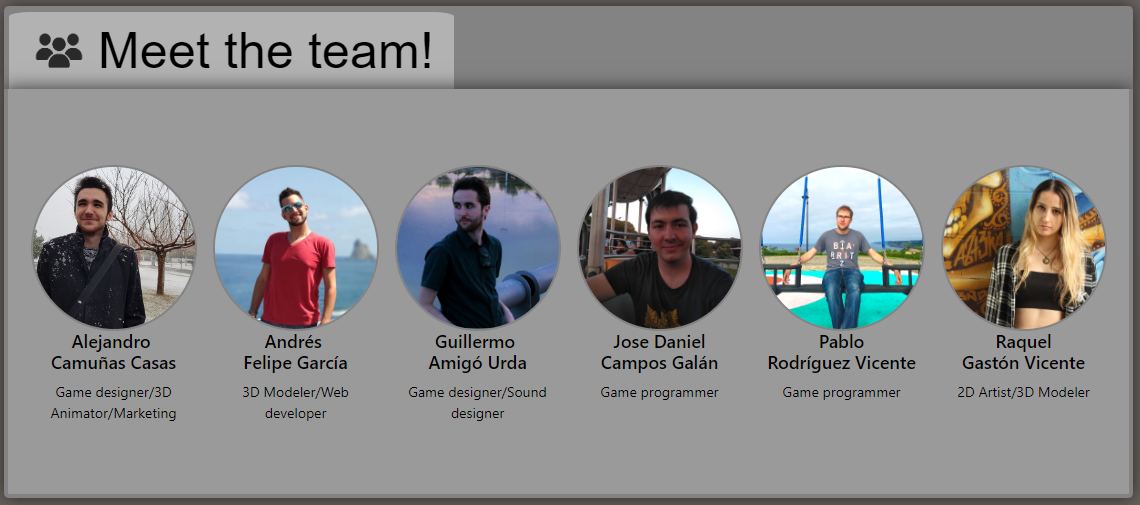 Meet the team!
BIA
RRIT
Z
Alejandro
Camuñas Casas
Game designer/3D
Animator/Marketing
Andrés
Felipe García
3D Modeler/Web
developer
Guillermo
Amigó Urda
Game designer/Sound
designer
Jose Daniel
Campos Galán
Game programmer
Pablo
Rodríguez Vicente
Game programmer
Raquel
Gastón Vicente
2D Artist/3D Modeler